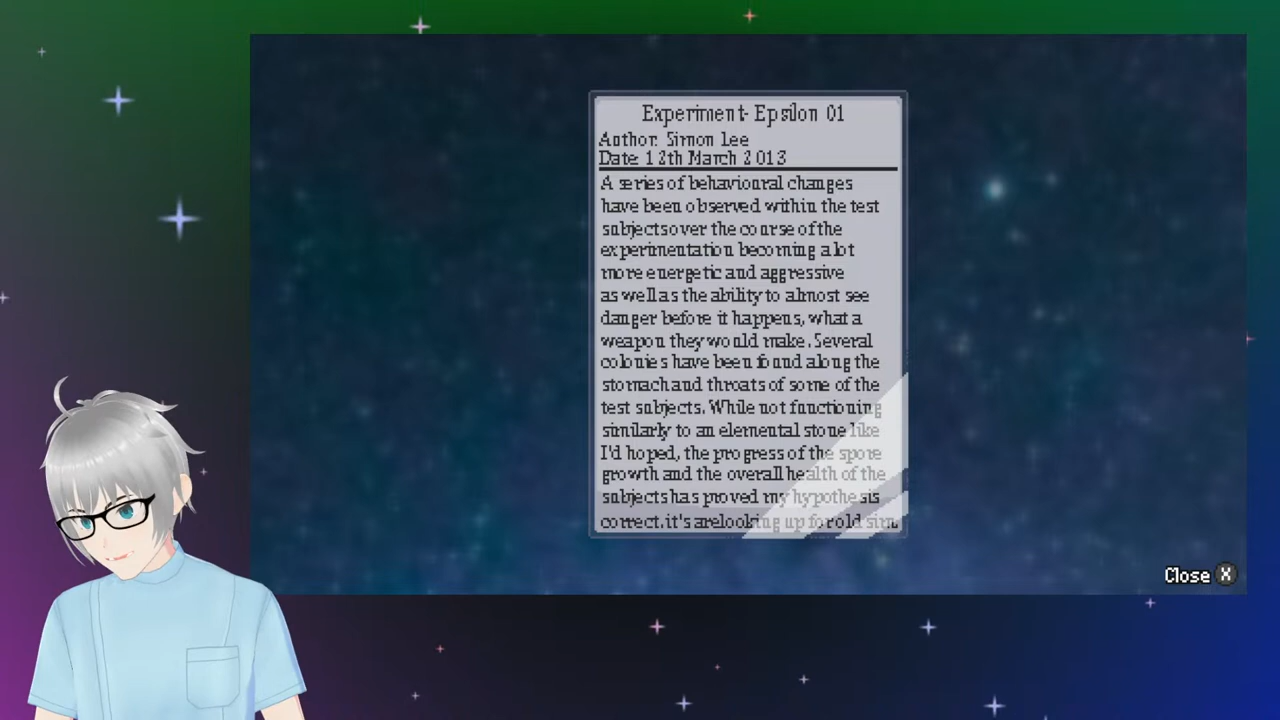 Experiment- Epsilon 01
Author: Simon Lee
Date: 12th March 2013
A series of behavioural changes
have been observed within the test
subjects over the course of the
experimentation becoming a lot
more energetic and aggressive
as well as the ability to almost see
danger before it happens, what a
weapon they would make. Several
colonies have been found along the
stomach and throats of some of the
test subjects. While not functioning
similarly to an elemental stone like
I'd hoped, the progress of the spore
growth and the overall health of the
subjects has proved my hypothesis
correct. it's are looking up for old sim.
Close X